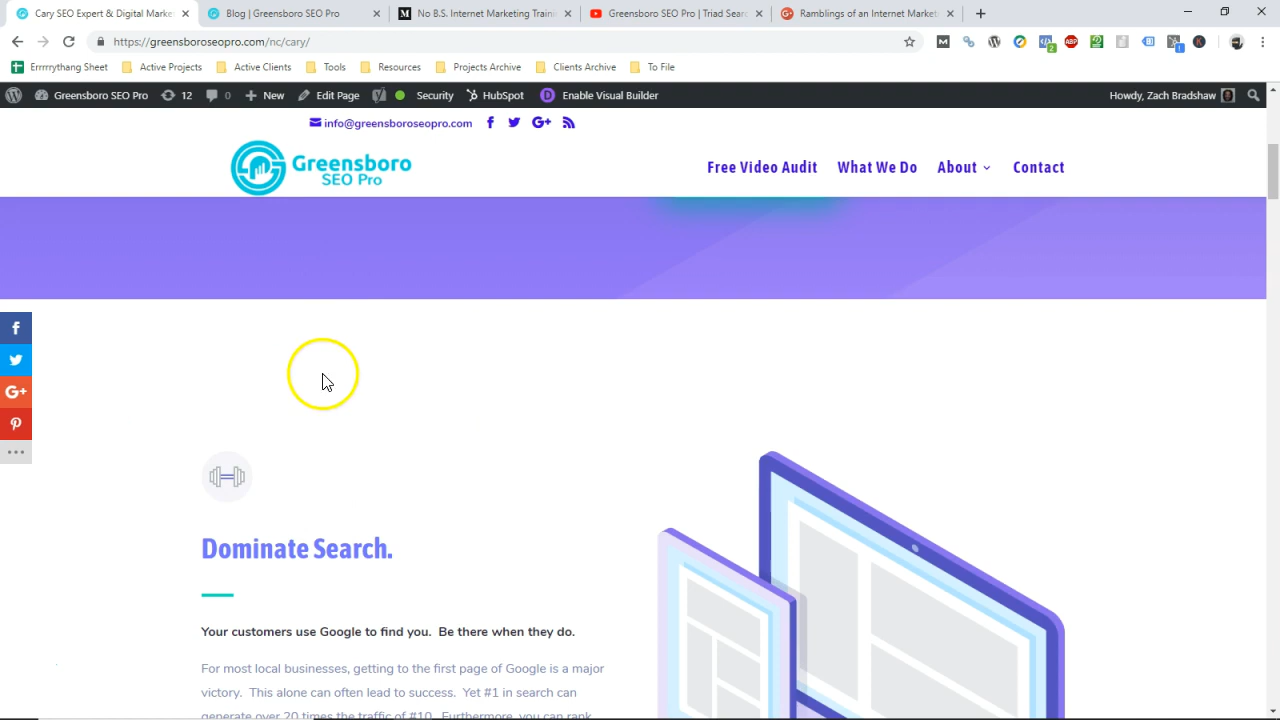 Cary SEO Expert & Digital Market
Blog | Greensboro SEO Pro
No B.S. Internet Marketing Trainin
Greensboro SEO Pro | Triad Sear
Ramblings of an Internet Market
https://greensboroseopro.com/nc/cary/
Errrrrythang Sheet
Active Projects
Active Clients
Tools
Resources
Projects Archive
Clients Archive
To File
Greensboro SEO Pro
12
0
New
Edit Page
Security
HubSpot
Enable Visual Builder
Howdy, Zach Bradshaw
info@greensboroseopro.com
Greensboro
SEO Pro
Free Video Audit
What We Do
About
Contact
Dominate Search.
Your customers use Google to find you. Be there when they do.
For most local businesses, getting to the first page of Google is a major
victory. This alone can often lead to success. Yet #1 in search can
generate over 20 times the traffic of #10. Furthermore, you can rank